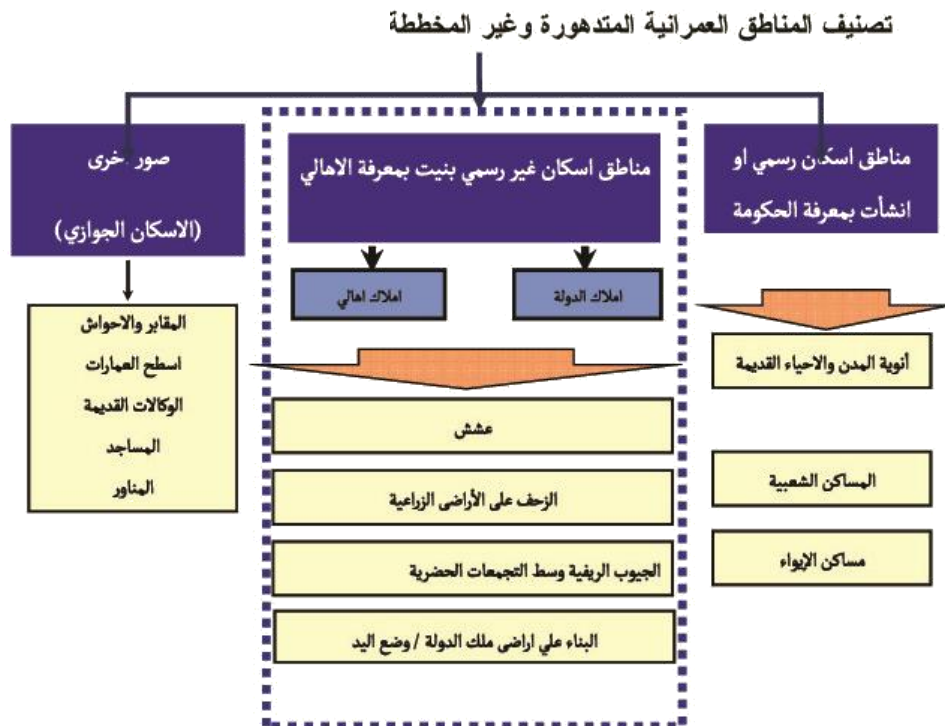 تصنيف المناطق العمرانية المتدهورة وغير المخططة
مناطق اسكان رسمي او
انشأت بمعرفة الحكومة
أنوية المدن والاحياء القديمة
المساكن الشعبية
مساكن الإيواء
مناطق اسكان غير رسمي بنيت بمعرفة الاهالي
املاك الدولة
املاك اهالي
عشش
الزحف على الأراضى الزراعية
الجيوب الريفية وسط التجمعات الحضرية
البناء علي اراضى ملك الدولة / وضع اليد
صور اخرى
(الاسكان الجوازي)
المقابر والاحواش
اسطح العمارات
الوكالات القديمة
المساجد
المناور